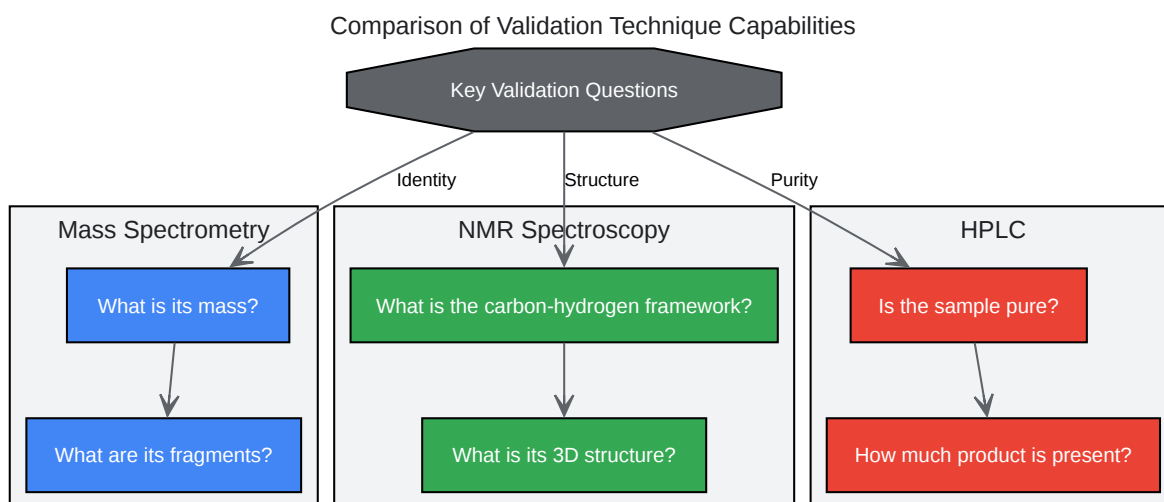 Comparison of Validation Technique Capabilities
Key Validation Questions
Identity
Structure
Purity
Mass Spectrometry
NMR Spectroscopy
HPLC
What is its mass?
What is the carbon-hydrogen framework?
Is the sample pure?
What are its fragments?
What is its 3D structure?
How much product is present?